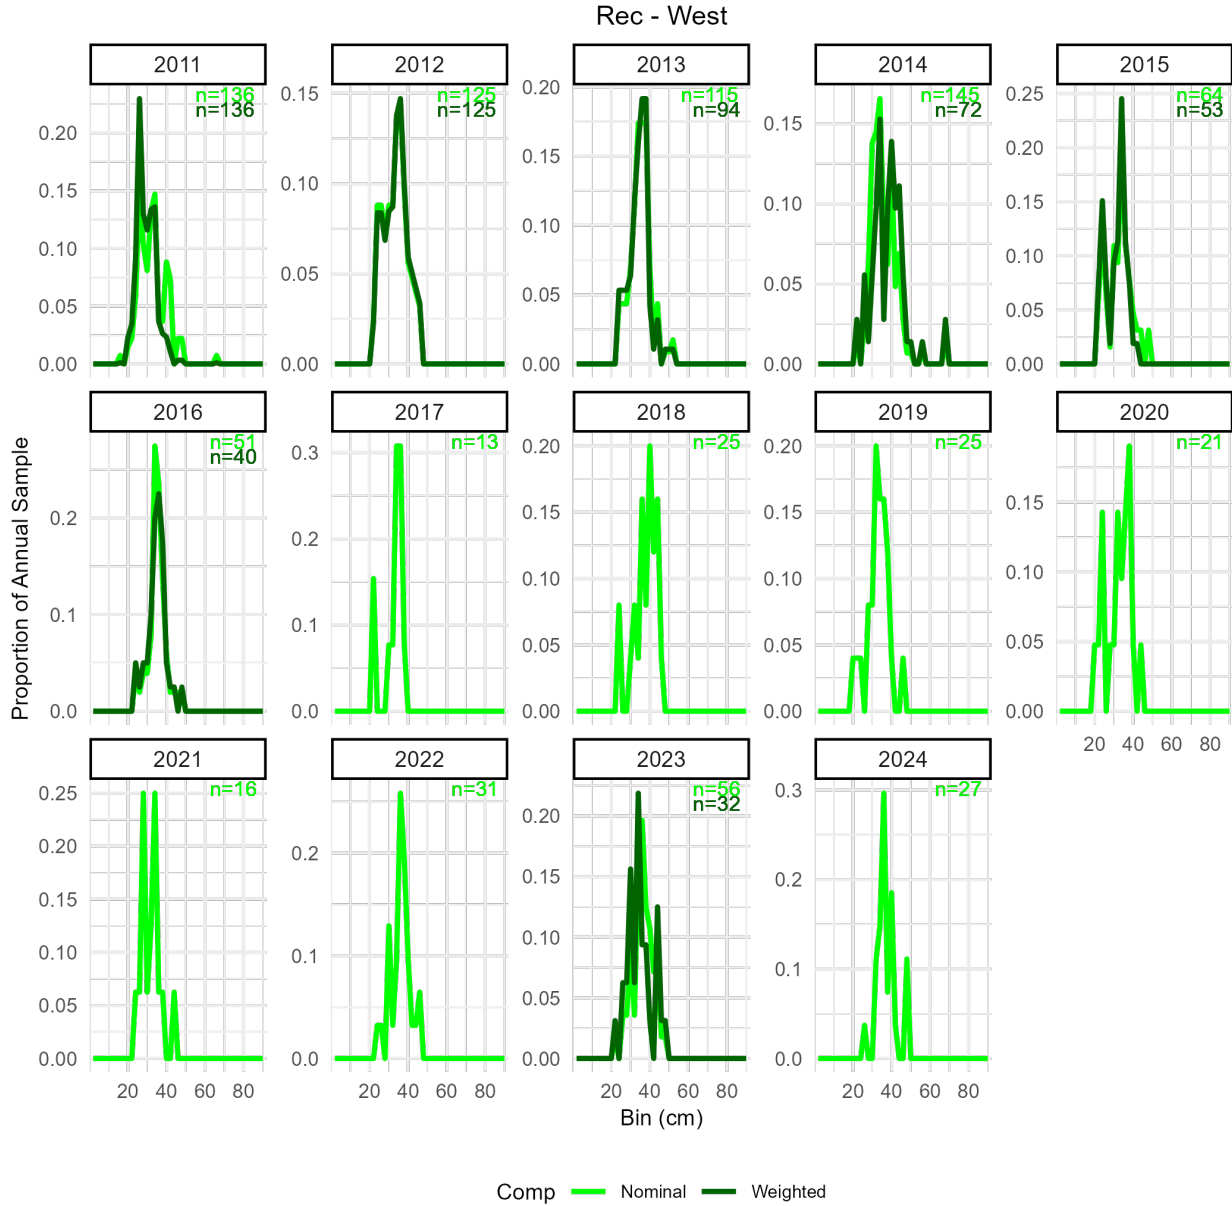 Rec - West
2011
2012
2013
2014
2015
n=136
n=136
n=125
n=125
n=115
n=94
n=145
n=72
n=64
n=53
0.20
0.15
0.10
0.05
0.00
0.15
0.10
0.05
0.00
0.20
0.15
0.10
0.05
0.00
0.15
0.10
0.05
0.00
0.25
0.20
0.15
0.10
0.05
0.00
2016
2017
2018
2019
2020
n=51
n=40
n=13
n=25
n=25
n=21
0.2
0.1
0.0
0.3
0.2
0.1
0.0
0.20
0.15
0.10
0.05
0.00
0.20
0.15
0.10
0.05
0.00
0.15
0.10
0.05
0.00
20 40 60 80
Proportion of Annual Sample
2021
2022
2023
2024
n=16
n=31
n=56
n=32
n=27
0.25
0.20
0.15
0.10
0.05
0.00
0.2
0.1
0.0
0.20
0.15
0.10
0.05
0.00
0.3
0.2
0.1
0.0
20 40 60 80
20 40 60 80
20 40 60 80
20 40 60 80
Bin (cm)
Comp Nominal Weighted